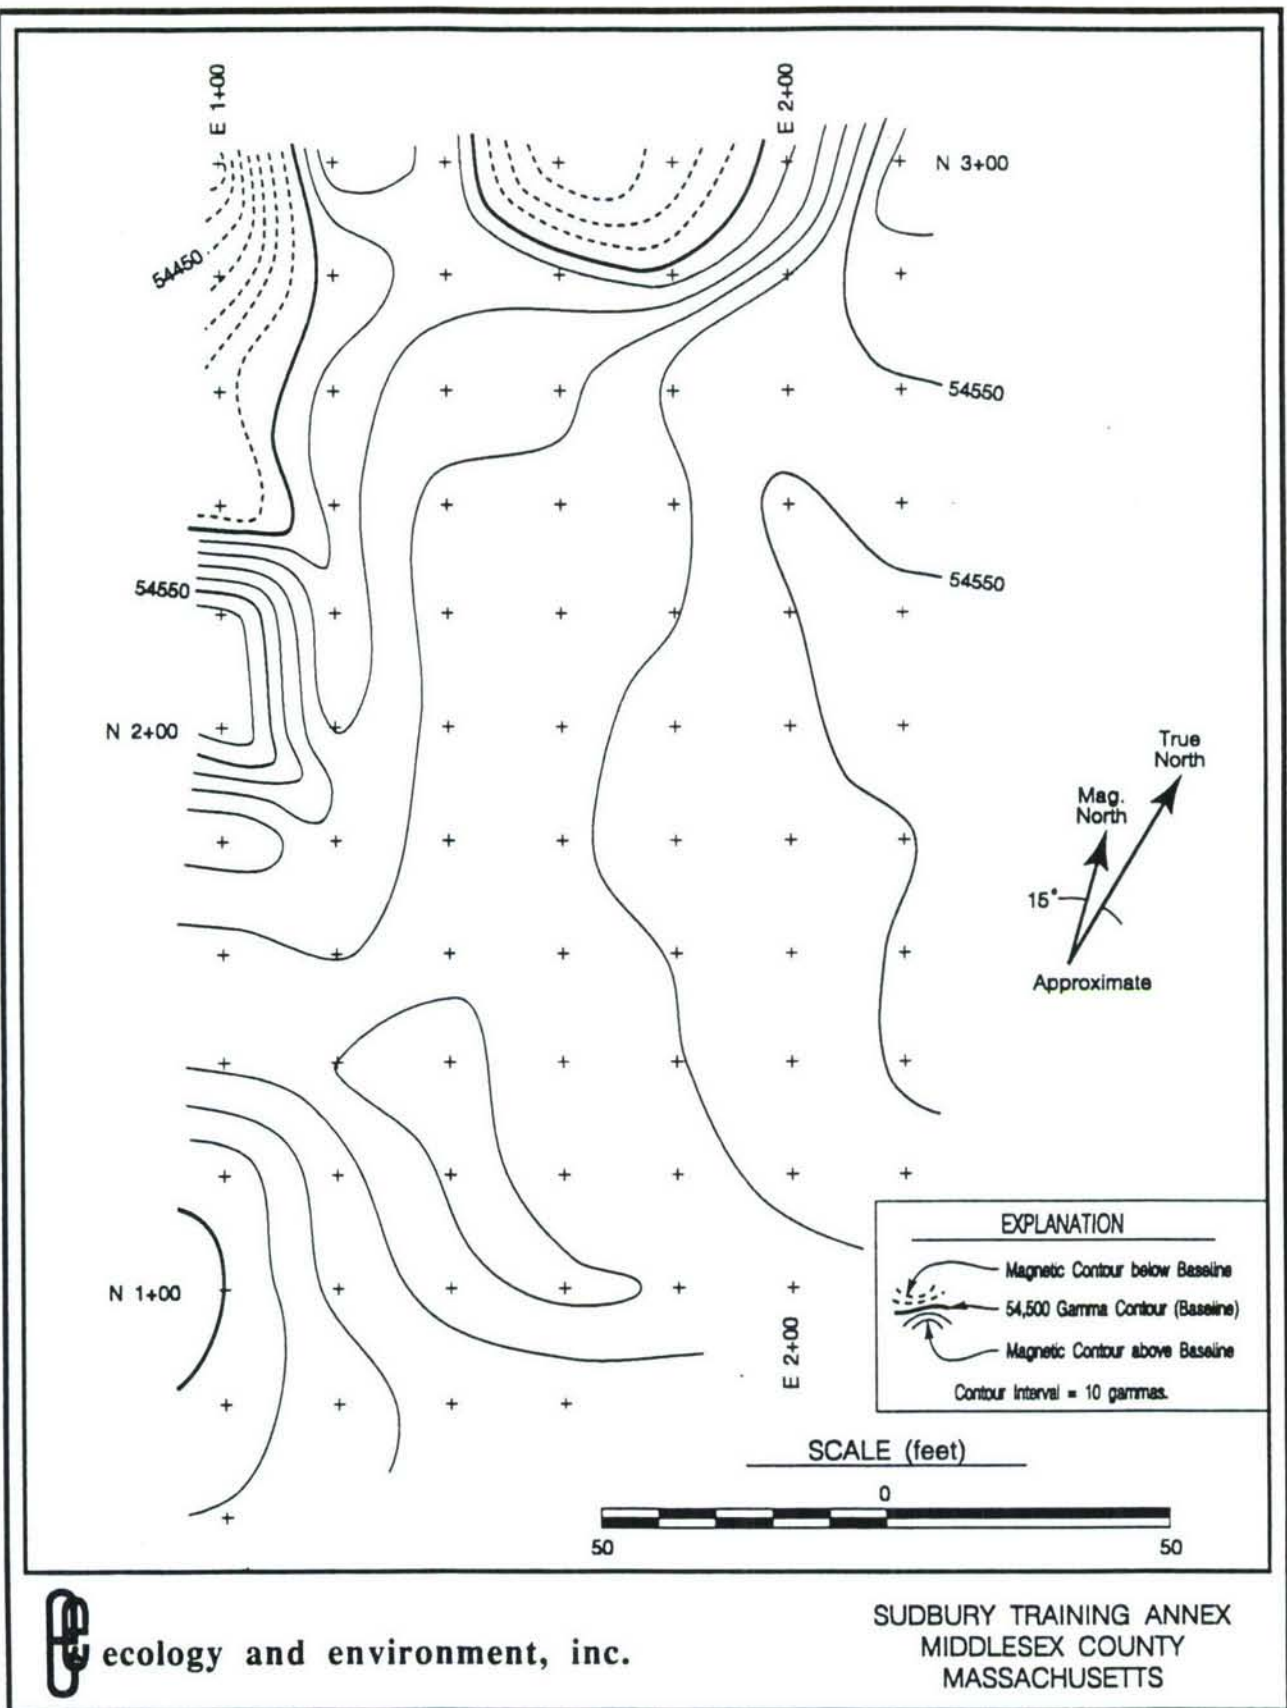 E 1+00
E 2+00
N 3+00
54450
54550
54550
54550
N 2+00
True
North
Mag.
North
15°
Approximate
EXPLANATION
Magnetic Contour below Baseline
54,500 Gamma Contour (Baseline)
Magnetic Contour above Baseline
Contour Interval = 10 gammas.
N 1+00
E 2+00
SCALE (feet)
0
50
50
ecology and environment, inc.
SUDBURY TRAINING ANNEX
MIDDLESEX COUNTY
MASSACHUSETTS